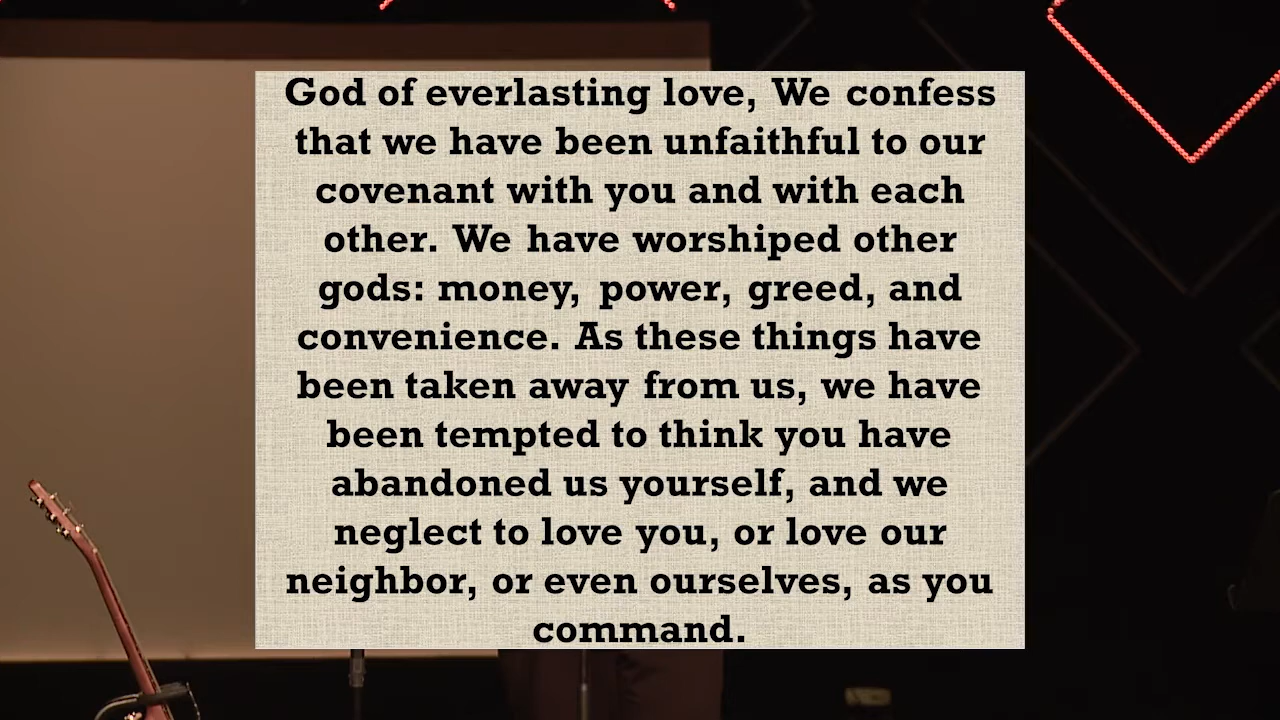 God of everlasting love, We confess
that we have been unfaithful to our
covenant with you and with each
other. We have worshiped other
gods: money, power, greed, and
convenience. As these things have
been taken away from us, we have
been tempted to think you have
abandoned us yourself, and we
neglect to love you, or love our
neighbor, or even ourselves, as you
command.